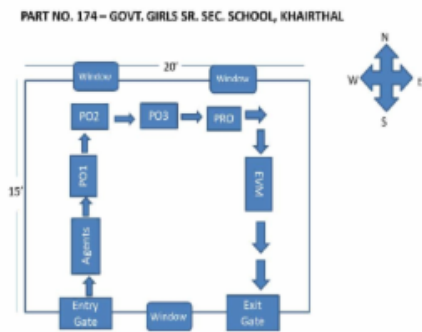 PART NO. 174 – GOVT. GIRLS SR. SEC. SCHOOL, KHAIRTHAL
N
20'
Window
Window
W
E
S
PO2
PO3
PRO
PO1
EVM
15'
Agents
Entry
Gate
Window
Exit
Gate